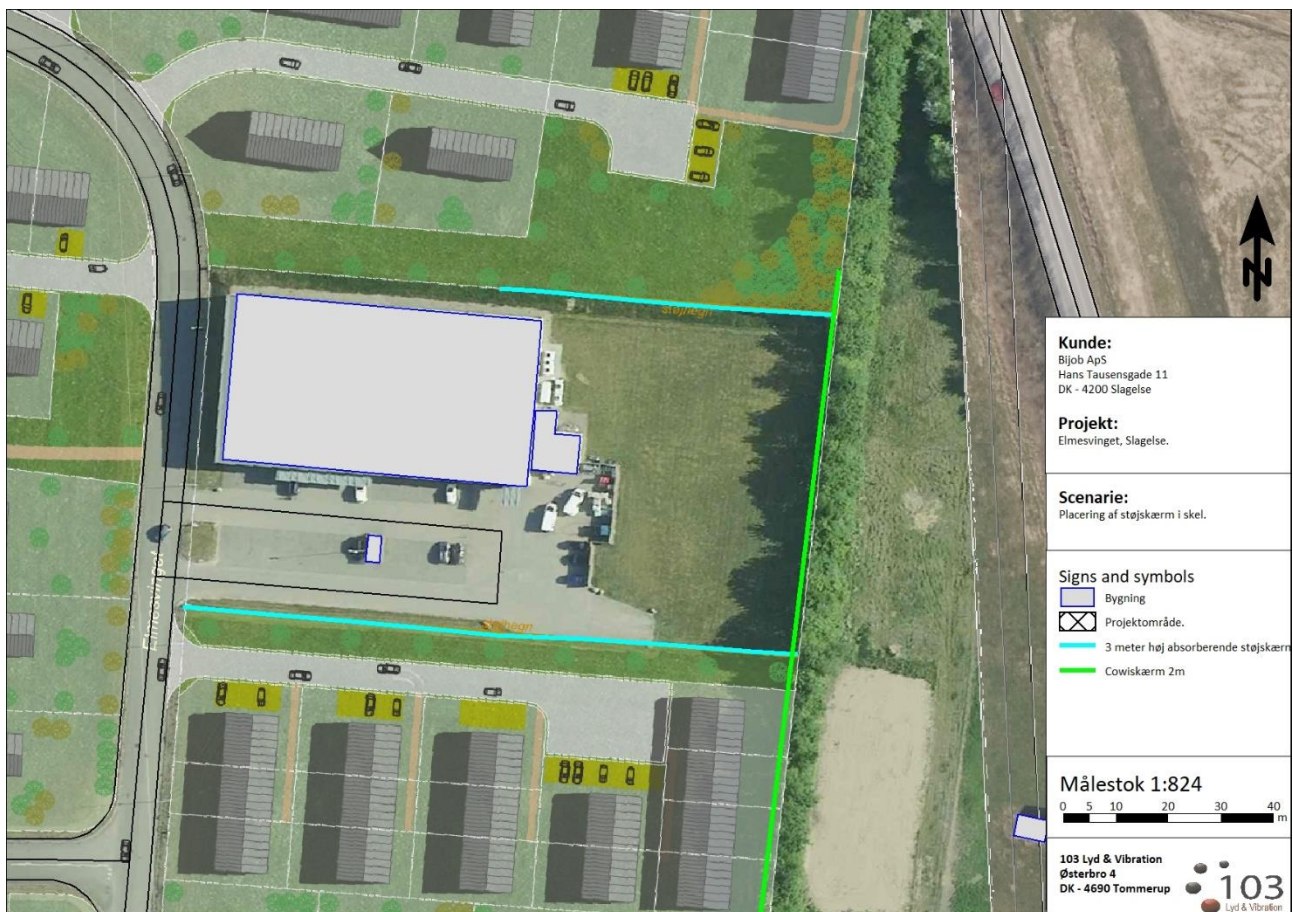 støjhegn
Støjhegn
Elmesvinget
N
Kunde:
Bijob ApS
Hans Tausensgade 11
DK - 4200 Slagelse
Projekt:
Elmesvinget, Slagelse.
Scenarie:
Placering af støjskærm i skel.
Signs and symbols
Bygning
Projektområde.
3 meter høj absorberende støjskærm
Cowiskærm 2m
Målestok 1:824
0 5 10 20 30 40
m
103 Lyd & Vibration
Østerbro 4
DK - 4690 Tommerup
103
Lyd & Vibration